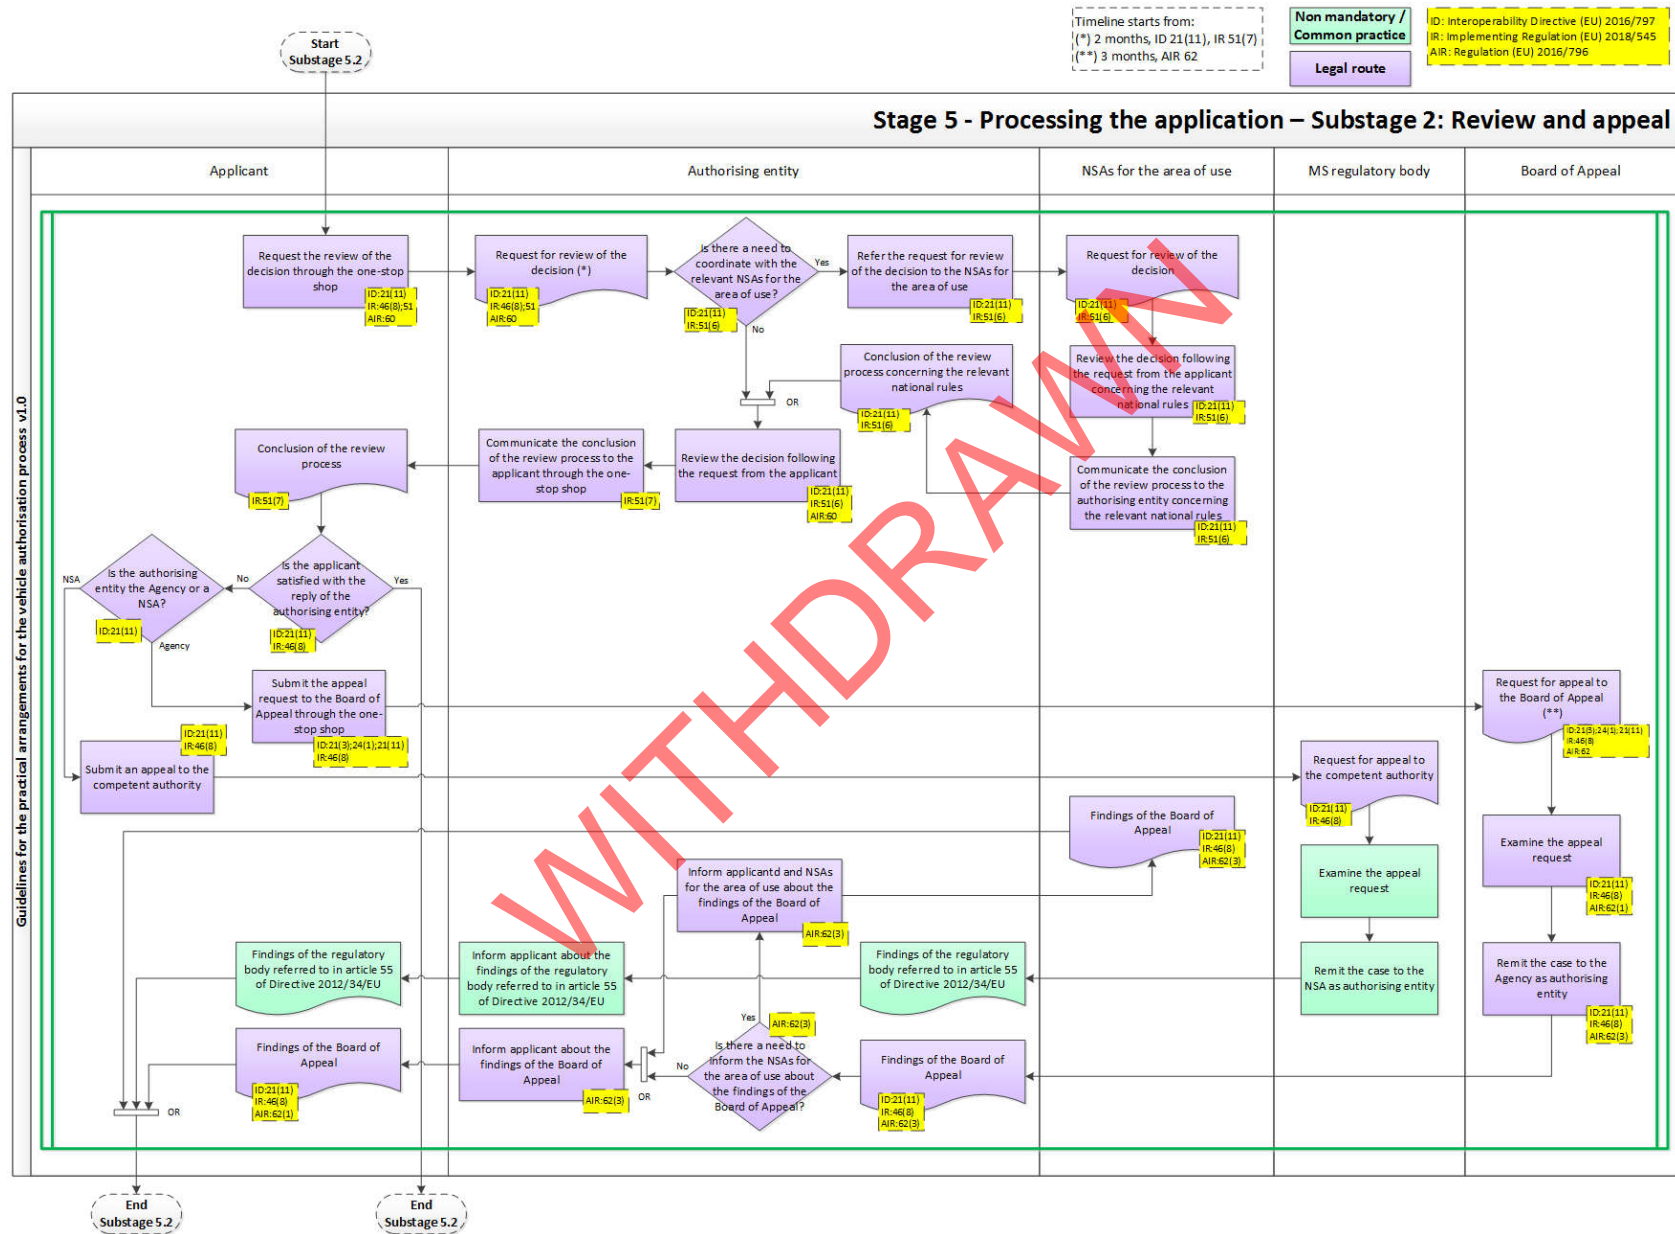 Start
Substage 5.2
Timeline starts from:
(*) 2 months, ID 21(11), IR 51(7)
(**) 3 months, AIR 62
Non mandatory /
Common practice
Legal route
ID: Interoperability Directive (EU) 2016/797
IR: Implementing Regulation (EU) 2018/545
AIR: Regulation (EU) 2016/796
Stage 5 - Processing the application – Substage 2: Review and appeal
Guidelines for the practical arrangements for the vehicle authorisation process v1.0
Applicant
Authorising entity
NSAs for the area of use
MS regulatory body
Board of Appeal
Request the review of the
decision through the one-stop
shop
ID:21(11)
IR:46(8);51
AIR:60
Request for review of the
decision (*)
ID:21(11)
IR:46(8);51
AIR:60
Is there a need to
coordinate with the
relevant NSAs for the
area of use?
ID:21(11)
IR:51(6)
Yes
No
Refer the request for review
of the decision to the NSAs for
the area of use
ID:21(11)
IR:51(6)
Request for review of the
decision
ID:21(11)
IR:51(6)
Conclusion of the review
process concerning the relevant
national rules
ID:21(11)
IR:51(6)
OR
Review the decision following
the request from the applicant
concerning the relevant
national rules
ID:21(11)
IR:51(6)
Conclusion of the review
process
IR:51(7)
Communicate the conclusion
of the review process to the
applicant through the one-
stop shop
IR:51(7)
Review the decision following
the request from the applicant
ID:21(11)
IR:51(6)
AIR:60
Communicate the conclusion
of the review process to the
authorising entity concerning
the relevant national rules
ID:21(11)
IR:51(6)
NSA
Is the authorising
entity the Agency or a
NSA?
ID:21(11)
Agency
No
Is the applicant
satisfied with the
reply of the
authorising entity?
ID:21(11)
IR:46(8)
Yes
Submit the appeal
request to the Board of
Appeal through the one-
stop shop
ID:21(3);24(1);21(11)
IR:46(8)
Request for appeal to
the Board of Appeal
(**)
ID:21(3);24(1);21(11)
IR:46(8)
AIR:62
ID:21(11)
IR:46(8)
Submit an appeal to the
competent authority
Request for appeal to
the competent authority
ID:21(11)
IR:46(8)
Findings of the Board of
Appeal
ID:21(11)
IR:46(8)
AIR:62(3)
Examine the appeal
request
Examine the appeal
request
ID:21(11)
IR:46(8)
AIR:62(1)
Inform applicantd and NSAs
for the area of use about the
findings of the Board of
Appeal
AIR:62(3)
Findings of the regulatory
body referred to in article 55
of Directive 2012/34/EU
Inform applicant about the
findings of the regulatory
body referred to in article 55
of Directive 2012/34/EU
Findings of the regulatory
body referred to in article 55
of Directive 2012/34/EU
Remit the case to the
NSA as authorising entity
Remit the case to the
Agency as authorising
entity
ID:21(11)
IR:46(8)
AIR:62(3)
Yes
AIR:62(3)
Findings of the Board of
Appeal
ID:21(11)
IR:46(8)
AIR:62(1)
Inform applicant about the
findings of the Board of
Appeal
AIR:62(3)
OR
No
Is there a need to
inform the NSAs for
the area of use about
the findings of the
Board of Appeal?
Findings of the Board of
Appeal
ID:21(11)
IR:46(8)
AIR:62(3)
OR
End
Substage 5.2
End
Substage 5.2
WITHDRAWN